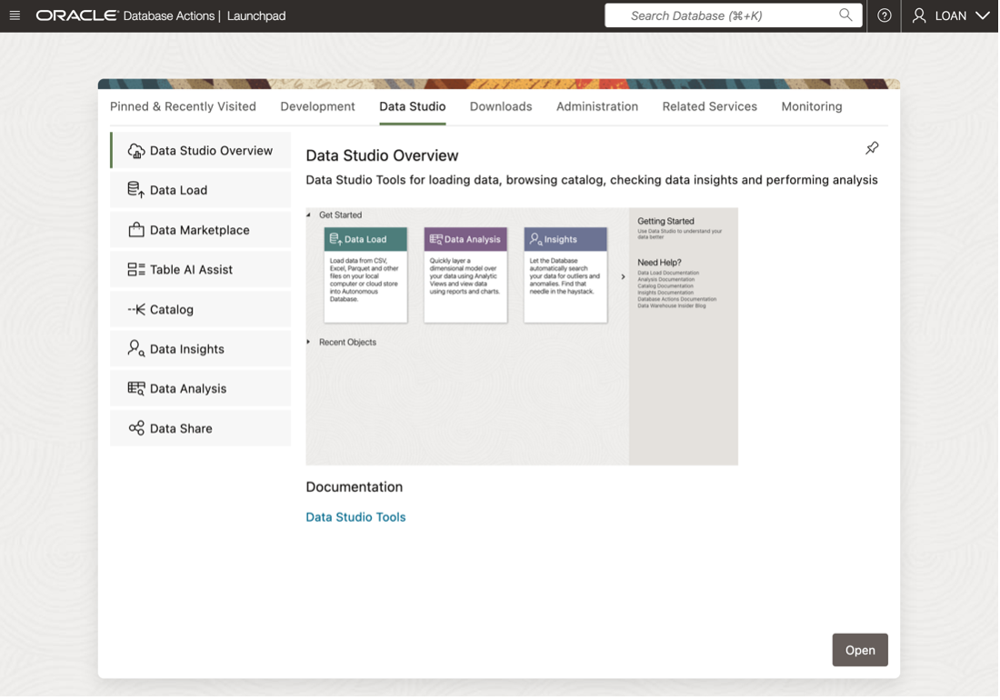 ORACLE Database Actions | Launchpad
Search Database (⌘+K)
LOAN
Pinned & Recently Visited
Development
Data Studio
Downloads
Administration
Related Services
Monitoring
Data Studio Overview
Data Load
Data Marketplace
Table AI Assist
Catalog
Data Insights
Data Analysis
Data Share
Data Studio Overview
Data Studio Tools for loading data, browsing catalog, checking data insights and performing analysis
Get Started
Data Load
Load data from CSV,
Excel, Parquet and other
files on your local
computer or cloud store
into Autonomous
Database.
Data Analysis
Quickly layer a
dimensional model over
your data using Analytic
Views and view data
using reports and charts.
Insights
Let the Database
automatically search
your data for outliers and
anomalies. Find that
needle in the haystack.
Recent Objects
Getting Started
Use Data Studio to understand your
data better
Need Help?
Data Load Documentation
Analysis Documentation
Catalog Documentation
Insights Documentation
Database Actions Documentation
Data Warehouse Insider Blog
Documentation
Data Studio Tools
Open